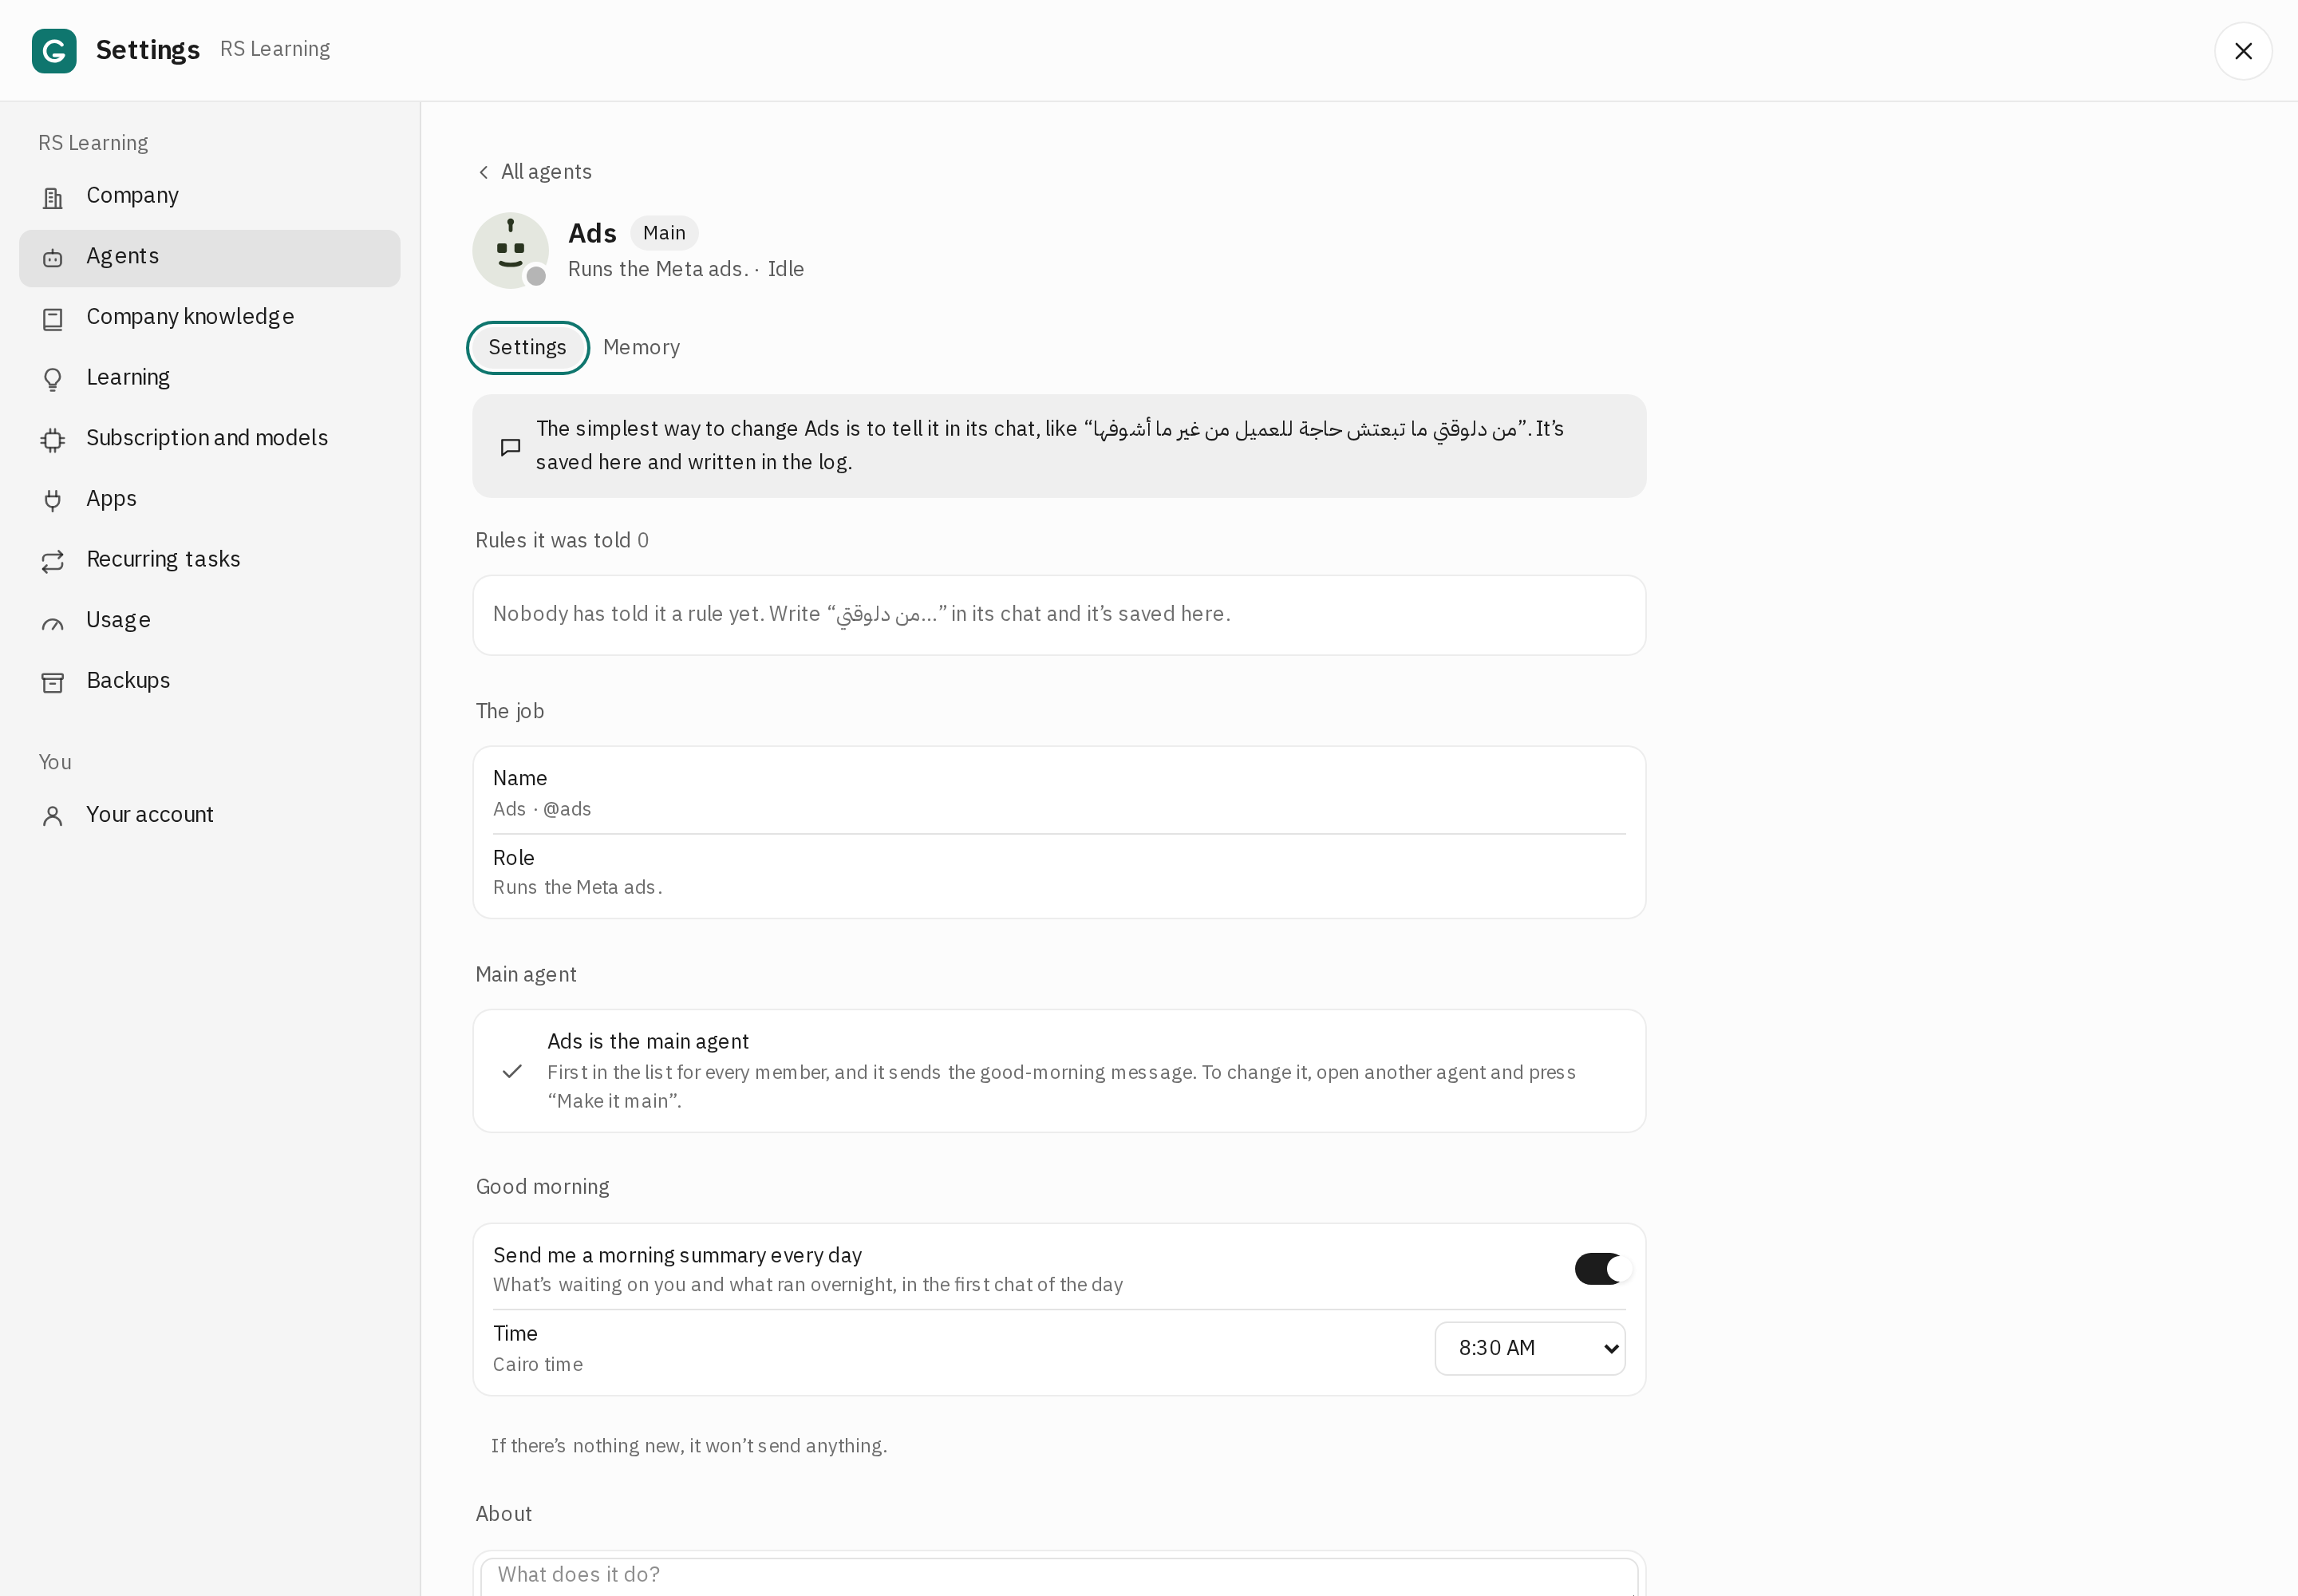 Settings RS Learning
RS Learning
Company
Agents
Company knowledge
Learning
Subscription and models
Apps
Recurring tasks
Usage
Backups
You
Your account
All agents
Ads Main
Runs the Meta ads. · Idle
Settings Memory
The simplest way to change Ads is to tell it in its chat, like “من دلوقتي ما تبعتش حاجة للعميل من غير ما أشوفها”. It’s
saved here and written in the log.
Rules it was told 0
Nobody has told it a rule yet. Write “من دلوقتي…” in its chat and it’s saved here.
The job
Name
Ads · @ads
Role
Runs the Meta ads.
Main agent
Ads is the main agent
First in the list for every member, and it sends the good-morning message. To change it, open another agent and press
“Make it main”.
Good morning
Send me a morning summary every day
What’s waiting on you and what ran overnight, in the first chat of the day
Time
8:30 AM
Cairo time
If there’s nothing new, it won’t send anything.
About
What does it do?